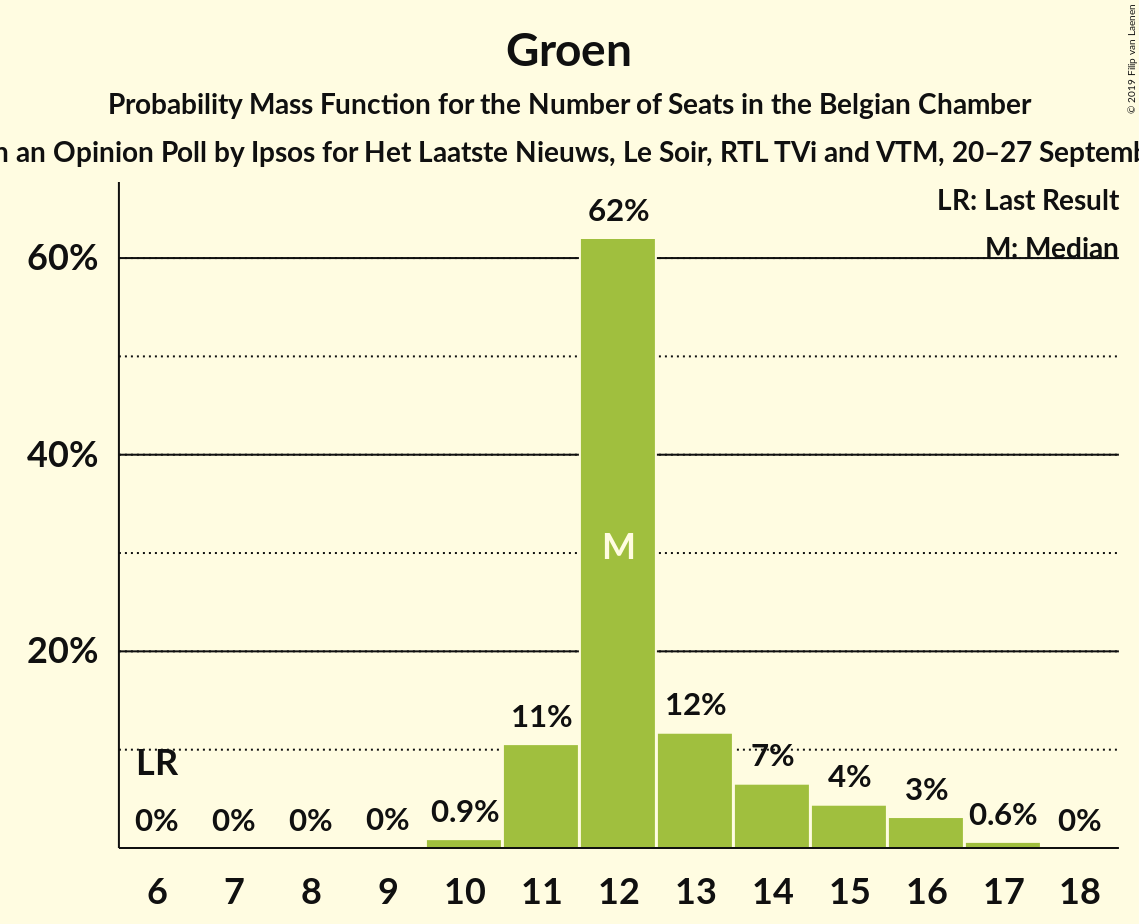 Groen
Probability Mass Function for the Number of Seats in the Belgian Chamber
an Opinion Poll by Ipsos for Het Laatste Nieuws, Le Soir, RTL TVi and VTM, 20–27
© 2019 Filip van Laenen
LR: Last Result
M: Median
60%
40%
20%
62%
M
11%
12%
7%
4%
3%
0.9%
0.6%
LR
0% 0% 0% 0% 0%
6 7 8 9 10 11 12 13 14 15 16 17 18